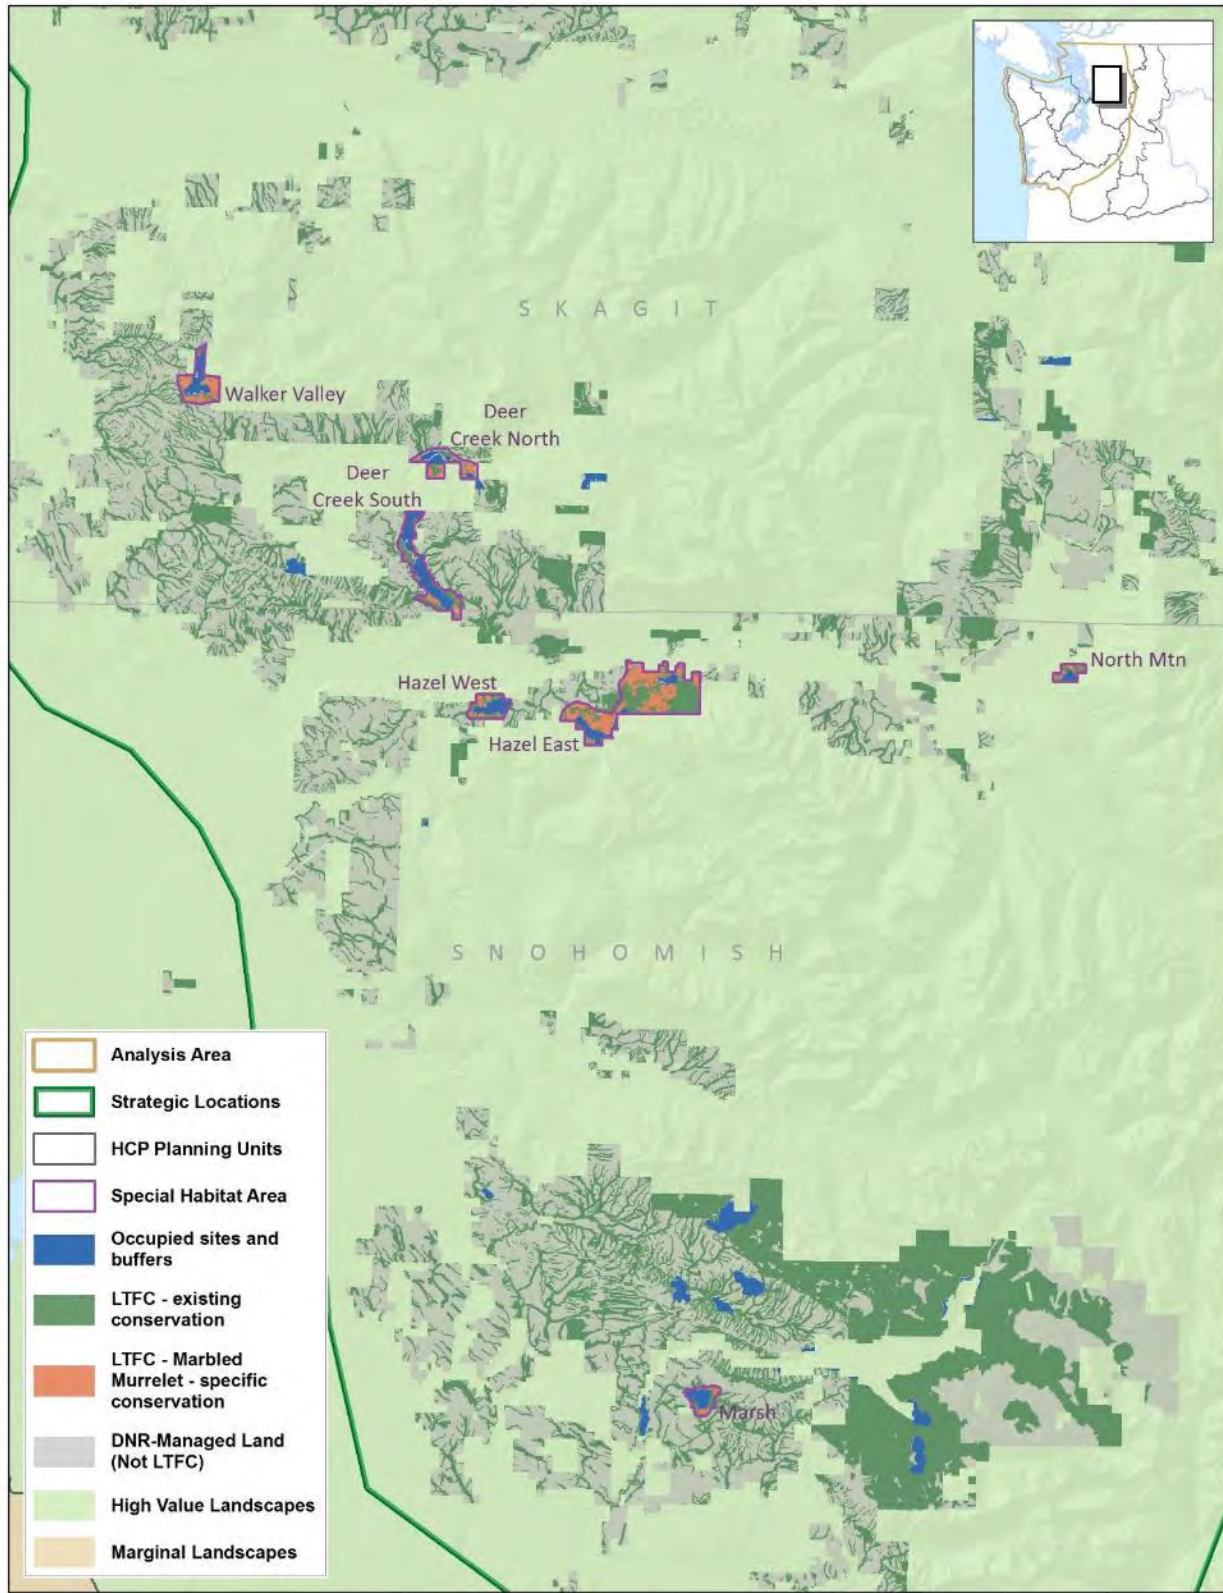 SKAGIT
Walker Valley
Deer
Creek North
Deer
Creek South
North Mtn
Hazel West
Hazel East
SNOHOMISH
Marsh
Analysis Area
Strategic Locations
HCP Planning Units
Special Habitat Area
Occupied sites and
buffers
LTFC - existing
conservation
LTFC - Marbled
Murrelet - specific
conservation
DNR-Managed Land
(Not LTFC)
High Value Landscapes
Marginal Landscapes